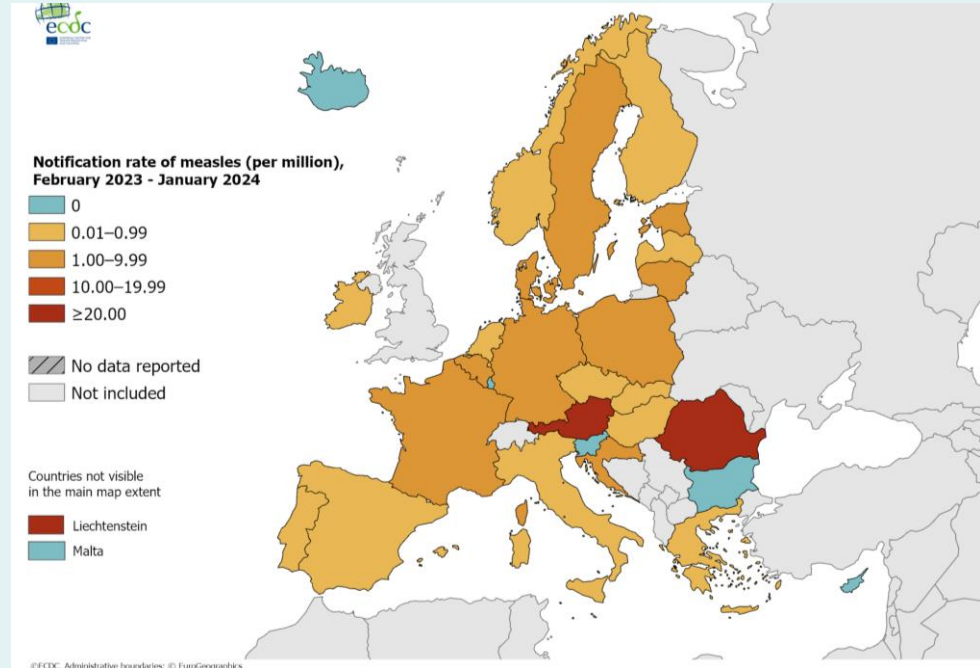 ecdc
Notification rate of measles (per million),
February 2023 - January 2024
0
0.01–0.99
1.00–9.99
10.00–19.99
≥20.00
No data reported
Not included
Countries not visible
in the main map extent
Liechtenstein
Malta
©ECDC. Administrative boundaries: © EuroGeographics